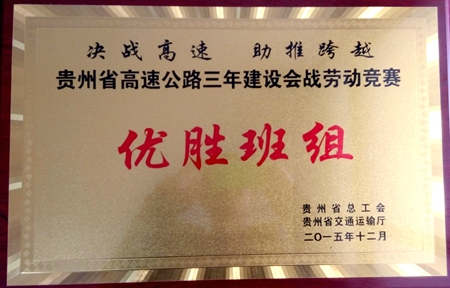 决战高速 助推跨越
贵州省高速公路三年建设会战劳动竞赛
优胜班组
贵州省总工会
贵州省交通运输厅
二〇一五年十二月